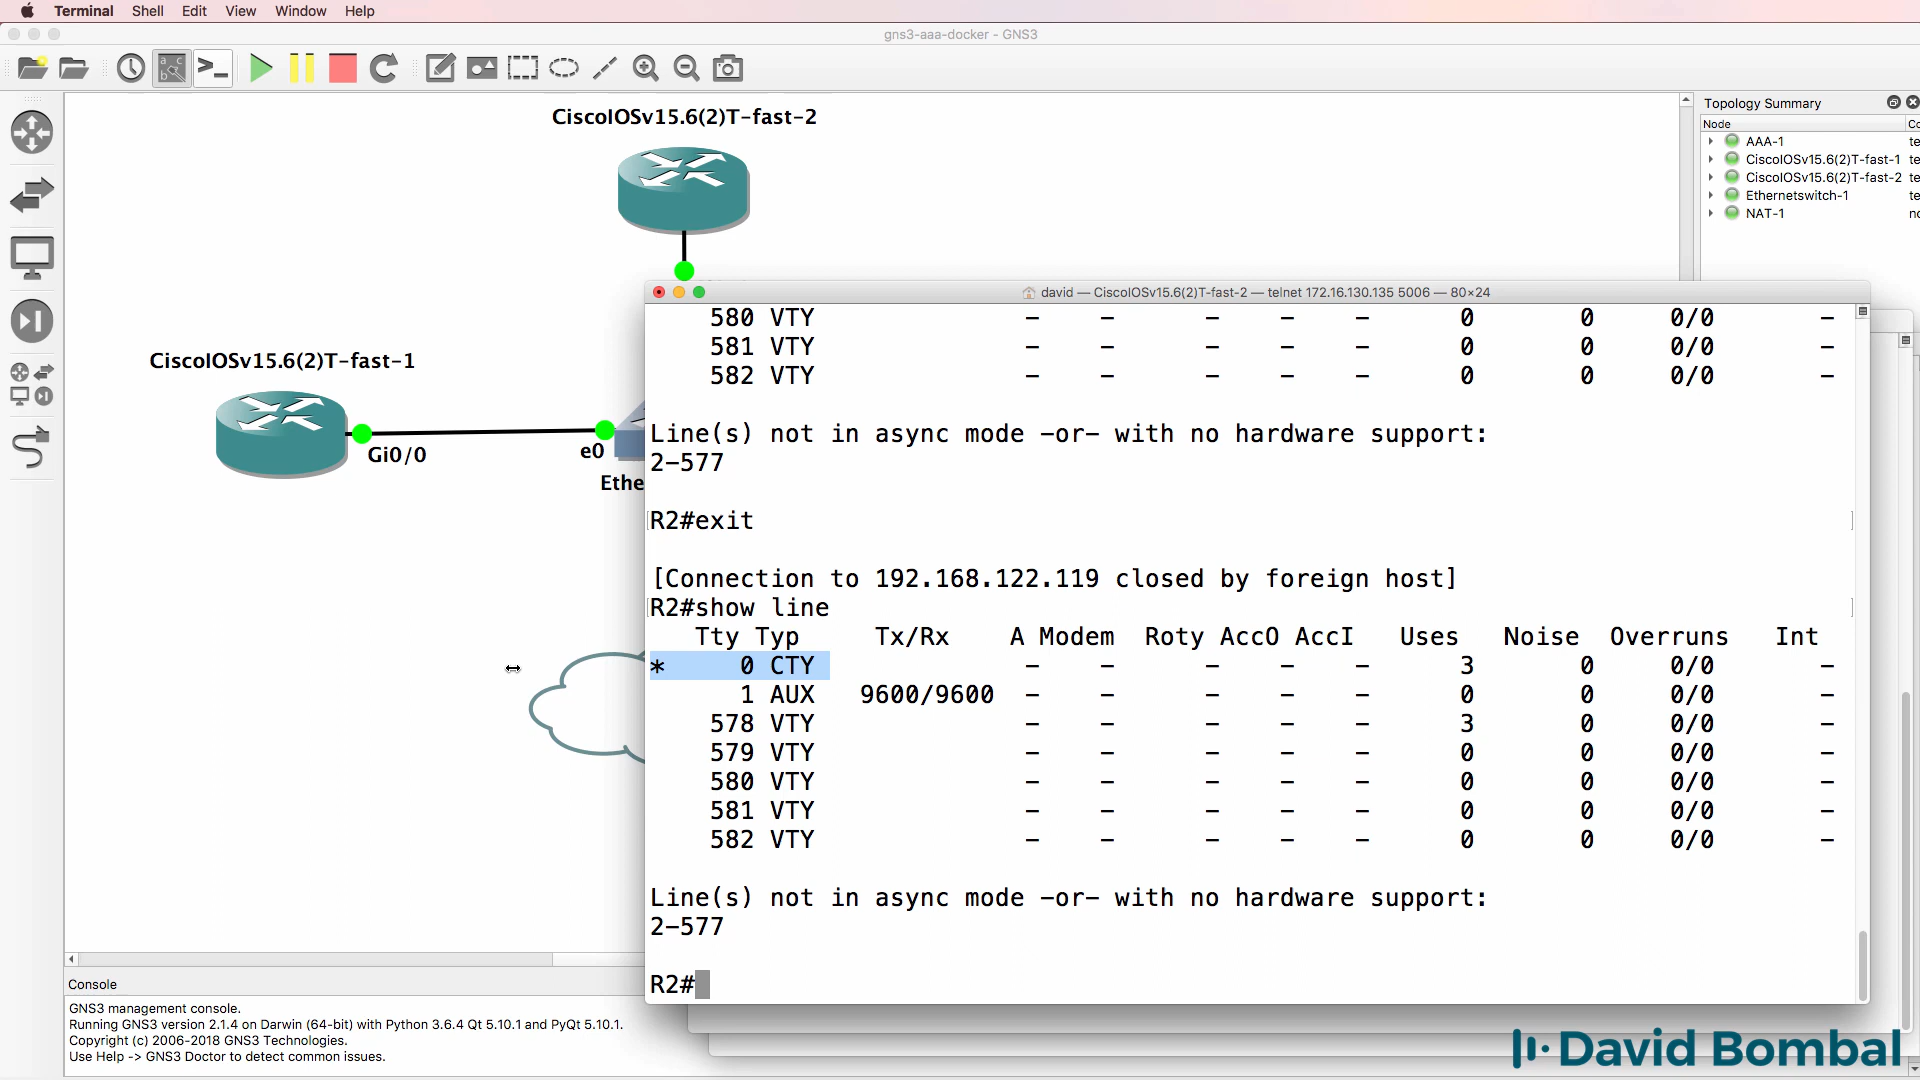 Terminal Shell Edit View Window Help
gns3-aaa-docker - GNS3
CiscoIOSv15.6(2)T-fast-2
Topology Summary
Node
AAA-1 te
CiscoIOSv15.6(2)T-fast-1 te
CiscoIOSv15.6(2)T-fast-2 te
Ethernetswitch-1 te
NAT-1 no
CiscoIOSv15.6(2)T-fast-1
Gi0/0
e0
Ethe
david — CiscoIOSv15.6(2)T-fast-2 — telnet 172.16.130.135 5006 — 80×24
580 VTY - - - - - 0 0 0/0 -
581 VTY - - - - - 0 0 0/0 -
582 VTY - - - - - 0 0 0/0 -
Line(s) not in async mode -or- with no hardware support:
2-577
R2#exit
[Connection to 192.168.122.119 closed by foreign host]
R2#show line
Tty Typ Tx/Rx A Modem Roty AccO AccI Uses Noise Overruns Int
* 0 CTY - - - - - 3 0 0/0 -
1 AUX 9600/9600 - - - - - 0 0 0/0 -
578 VTY - - - - - 3 0 0/0 -
579 VTY - - - - - 0 0 0/0 -
580 VTY - - - - - 0 0 0/0 -
581 VTY - - - - - 0 0 0/0 -
582 VTY - - - - - 0 0 0/0 -
Line(s) not in async mode -or- with no hardware support:
2-577
R2#
Console
GNS3 management console.
Running GNS3 version 2.1.4 on Darwin (64-bit) with Python 3.6.4 Qt 5.10.1 and PyQt 5.10.1.
Copyright (c) 2006-2018 GNS3 Technologies.
Use Help -> GNS3 Doctor to detect common issues.
David Bombal